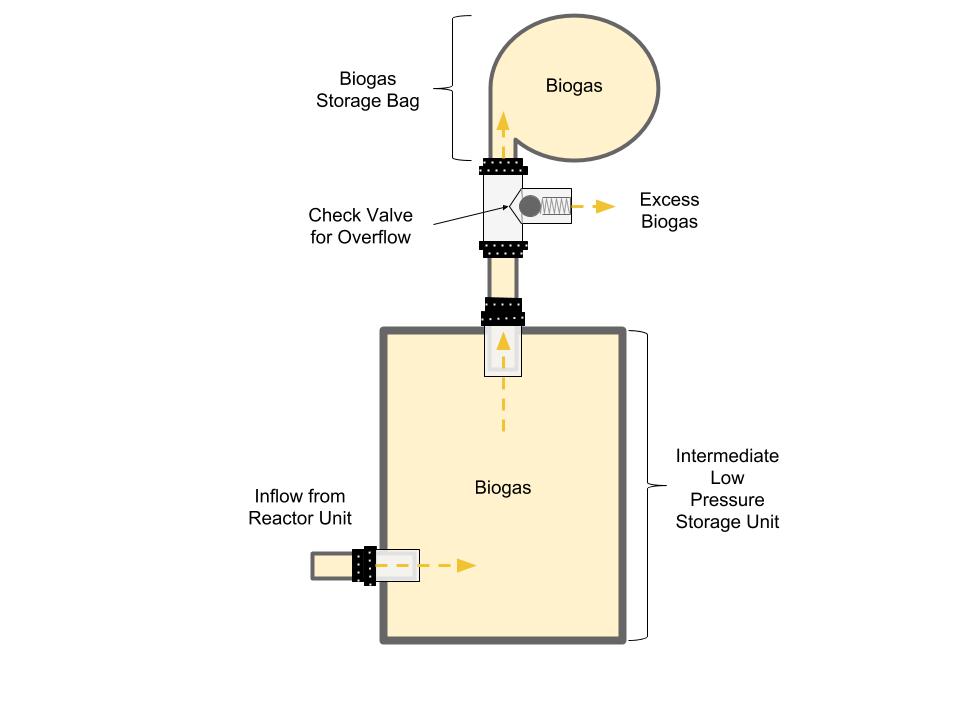 Biogas
Storage Bag
Biogas
Check Valve
for Overflow
Excess
Biogas
Intermediate
Low
Pressure
Storage Unit
Biogas
Inflow from
Reactor Unit